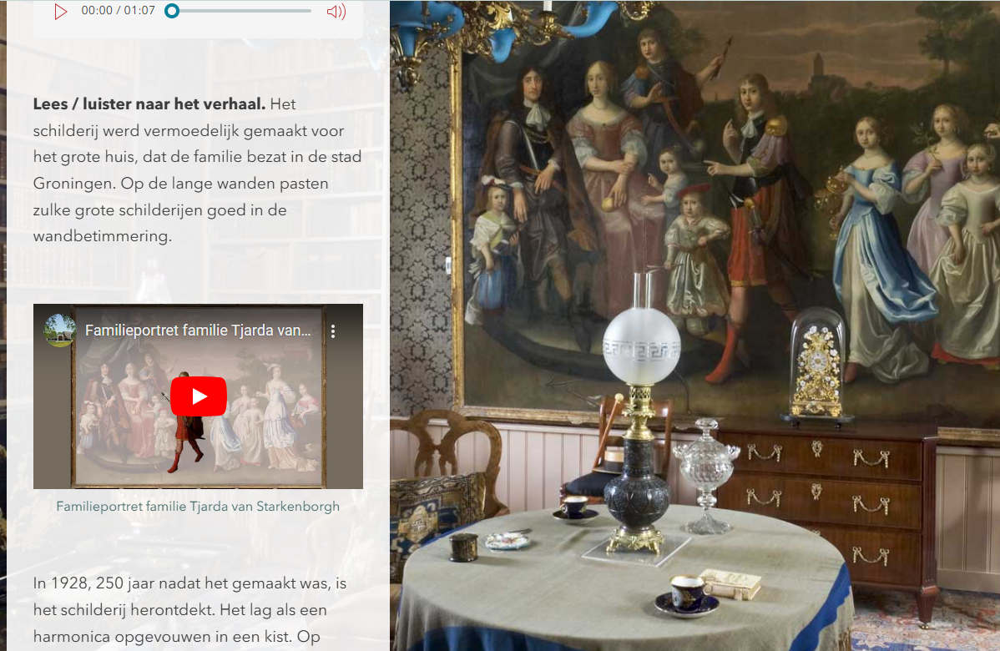 00:00 / 01:07
Lees / luister naar het verhaal. Het
schilderij werd vermoedelijk gemaakt voor
het grote huis, dat de familie bezat in de stad
Groningen. Op de lange wanden pasten
zulke grote schilderijen goed in de
wandbetimmering.
Familieportret familie Tjarda van...
Familieportret familie Tjarda van Starkenborgh
In 1928, 250 jaar nadat het gemaakt was, is
het schilderij herontdekt. Het lag als een
harmonica opgevouwen in een kist. Op